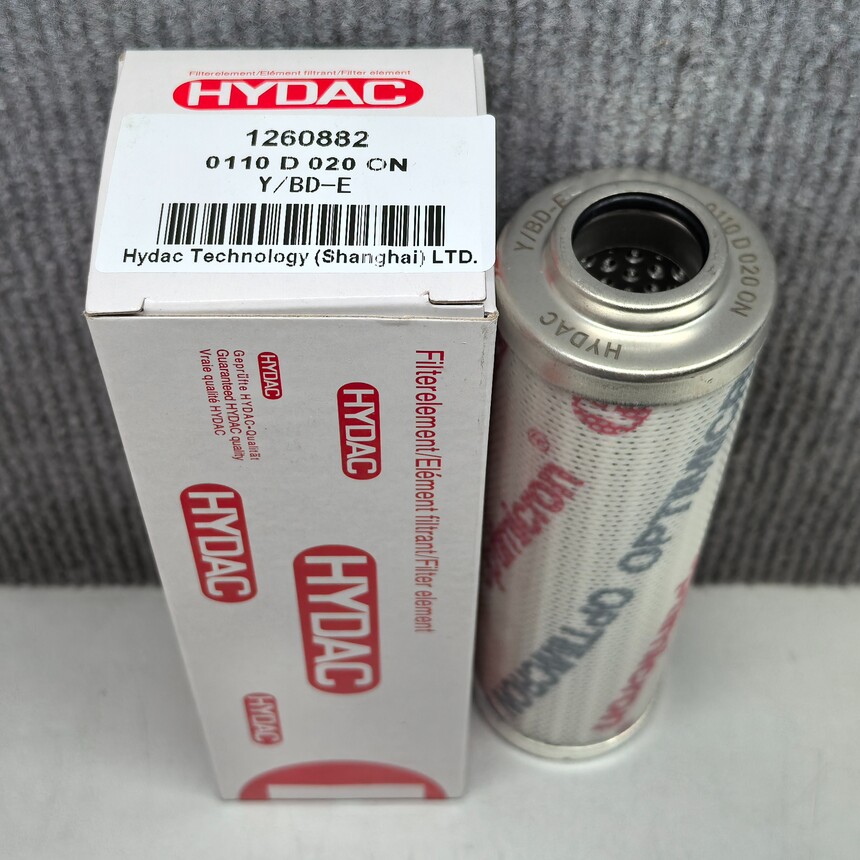 Filterelement/Elément filtrant/Filter element
HYDAC
1260882
0110 D 020 ON
Y/BD-E
Hydac Technology (Shanghai) LTD.
Filterelement/Elément filtrant/Filter element
HYDAC
HYDAC
Geprüfte HYDAC-Qualität
Guaranteed HYDAC quality
Vraie qualité HYDAC
HYDAC
HYDAC
HYDAC
Y/BD-E
0110 D 020 ON
HYDAC
OPTIMICRON
OPTIMICRON